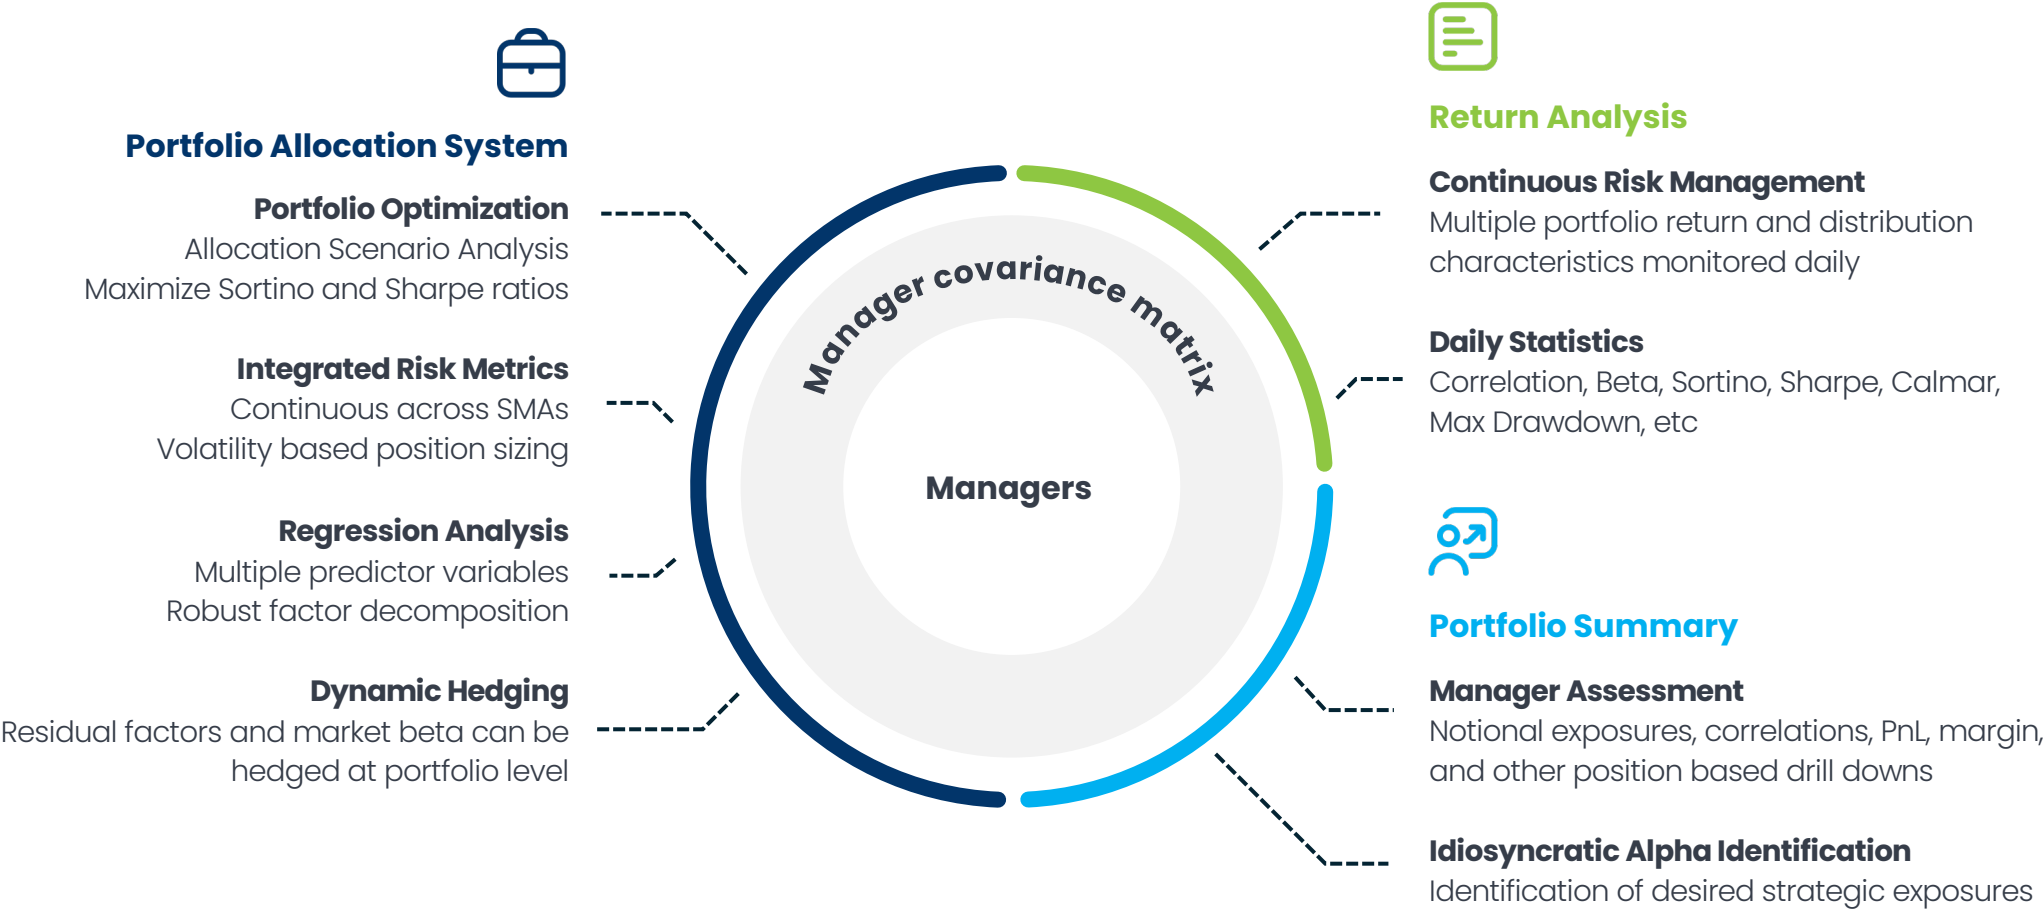 Portfolio Allocation System
Portfolio Optimization
Allocation Scenario Analysis
Maximize Sortino and Sharpe ratios
Integrated Risk Metrics
Continuous across SMAs
Volatility based position sizing
Regression Analysis
Multiple predictor variables
Robust factor decomposition
Dynamic Hedging
Residual factors and market beta can be
hedged at portfolio level
Manager covariance matrix
Managers
Return Analysis
Continuous Risk Management
Multiple portfolio return and distribution
characteristics monitored daily
Daily Statistics
Correlation, Beta, Sortino, Sharpe, Calmar,
Max Drawdown, etc
Portfolio Summary
Manager Assessment
Notional exposures, correlations, PnL, margin,
and other position based drill downs
Idiosyncratic Alpha Identification
Identification of desired strategic exposures